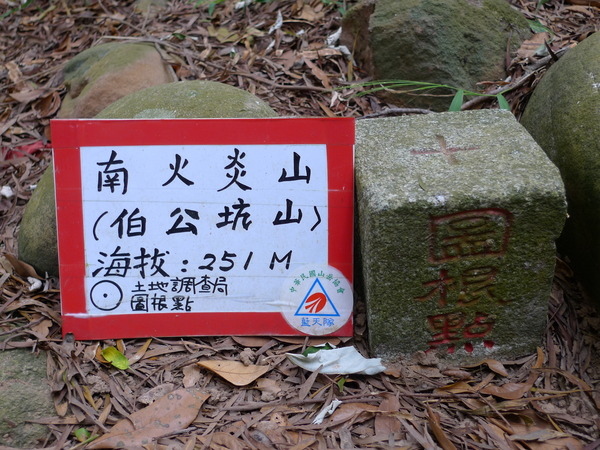 南火炎山
(伯公坑山)
海拔:251M
土地調查局
圖根點
中華民國山岳協會
藍天隊
圖根點